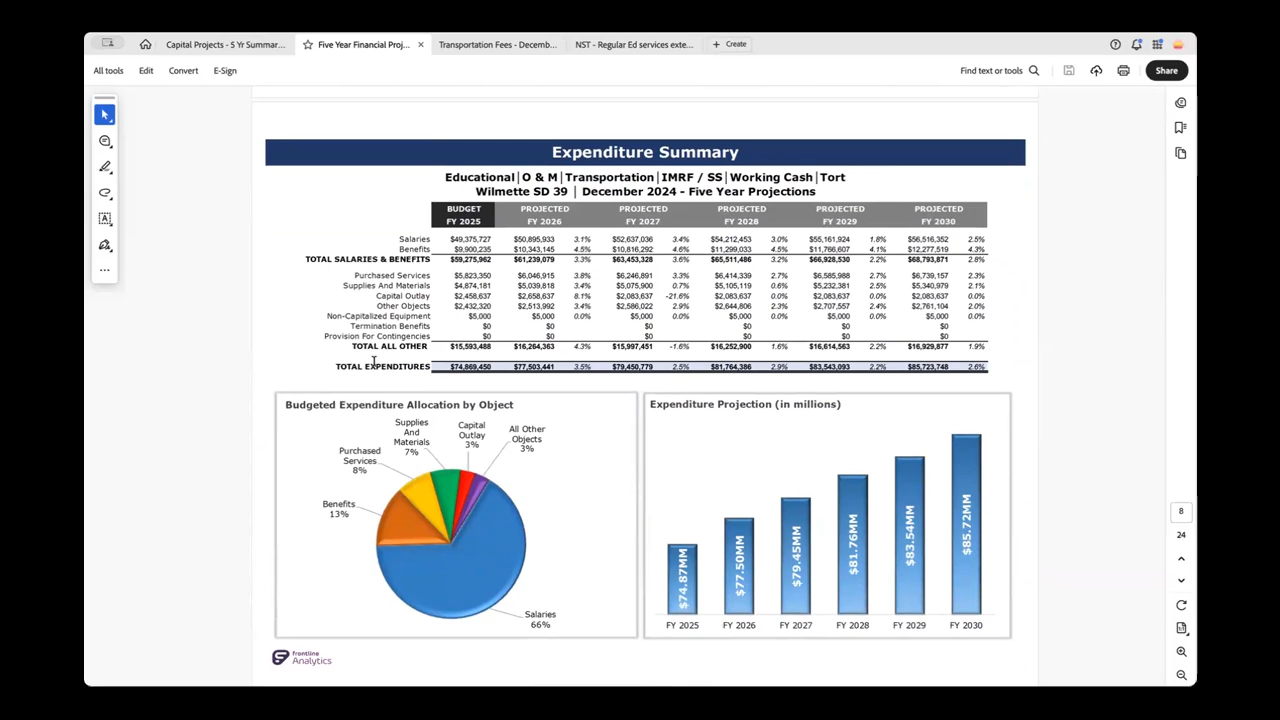 Capital Projects - 5 Yr Summar...
Five Year Financial Proj...
Transportation Fees - Decemb...
NST - Regular Ed services exte...
Create
All tools Edit Convert E-Sign
Find text or tools
Share
Expenditure Summary
Educational | O & M | Transportation | IMRF / SS | Working Cash | Tort
Wilmette SD 39 | December 2024 - Five Year Projections
BUDGET PROJECTED PROJECTED PROJECTED PROJECTED PROJECTED
FY 2025 FY 2026 FY 2027 FY 2028 FY 2029 FY 2030
Salaries $49,375,727 $50,895,933 3.1% $52,637,036 3.4% $54,212,453 3.0% $55,161,924 1.8% $56,516,352 2.5%
Benefits $9,900,235 $10,343,145 4.5% $10,816,292 4.6% $11,299,033 4.5% $11,766,607 4.1% $12,277,519 4.3%
TOTAL SALARIES & BENEFITS $59,275,962 $61,239,079 3.3% $63,453,328 3.6% $65,511,486 3.2% $66,928,530 2.2% $68,793,871 2.8%
Purchased Services $5,823,350 $6,046,915 3.8% $6,246,891 3.3% $6,414,339 2.7% $6,585,988 2.7% $6,739,157 2.3%
Supplies And Materials $4,874,181 $5,039,818 3.4% $5,075,900 0.7% $5,105,119 0.6% $5,232,381 2.5% $5,340,979 2.1%
Capital Outlay $2,458,637 $2,658,637 8.1% $2,083,637 -21.6% $2,083,637 0.0% $2,083,637 0.0% $2,083,637 0.0%
Other Objects $2,432,320 $2,513,992 3.4% $2,586,022 2.9% $2,644,806 2.3% $2,707,557 2.4% $2,761,104 2.0%
Non-Capitalized Equipment $5,000 $5,000 0.0% $5,000 0.0% $5,000 0.0% $5,000 0.0% $5,000 0.0%
Termination Benefits $0 $0 $0 $0 $0 $0
Provision For Contingencies $0 $0 $0 $0 $0 $0
TOTAL ALL OTHER $15,593,488 $16,264,363 4.3% $15,997,451 -1.6% $16,252,900 1.6% $16,614,563 2.2% $16,929,877 1.9%
TOTAL EXPENDITURES $74,869,450 $77,503,441 3.5% $79,450,779 2.5% $81,764,386 2.9% $83,543,093 2.2% $85,723,748 2.6%
Budgeted Expenditure Allocation by Object
Supplies
And
Materials
7%
Capital
Outlay
3%
All Other
Objects
3%
Purchased
Services
8%
Benefits
13%
Salaries
66%
Expenditure Projection (in millions)
$74.87MM
$77.50MM
$79.45MM
$81.76MM
$83.54MM
$85.72MM
FY 2025 FY 2026 FY 2027 FY 2028 FY 2029 FY 2030
frontline
Analytics
8
24